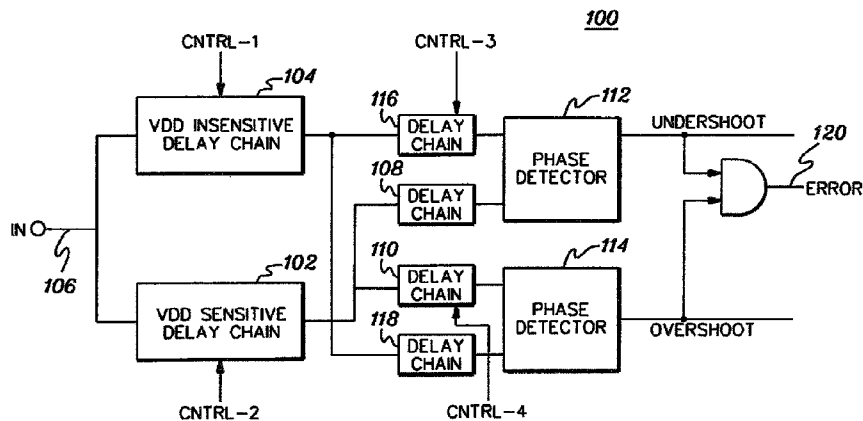 100
CNTRL-1
CNTRL-3
104
VDD INSENSITIVE
DELAY CHAIN
116
DELAY
CHAIN
112
PHASE
DETECTOR
UNDERSHOOT
120
ERROR
108
DELAY
CHAIN
IN
106
102
VDD SENSITIVE
DELAY CHAIN
110
DELAY
CHAIN
114
PHASE
DETECTOR
OVERSHOOT
118
DELAY
CHAIN
CNTRL-2
CNTRL-4